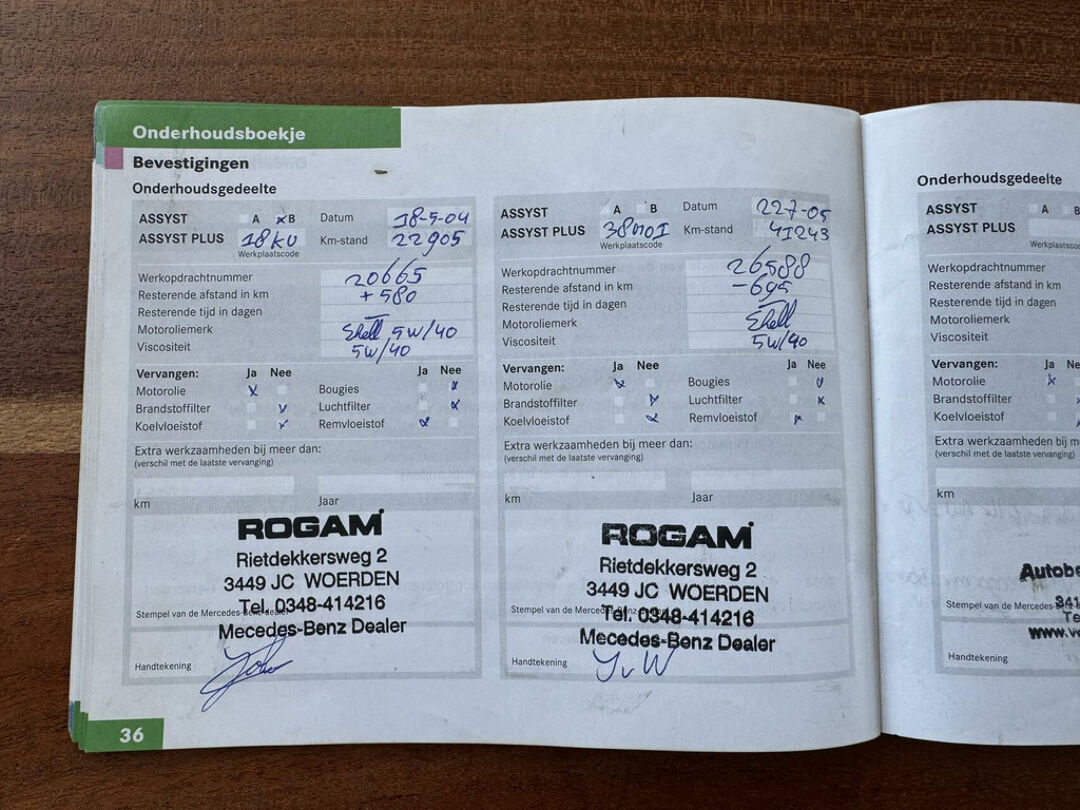 Onderhoudsboekje
Bevestigingen
Onderhoudsgedeelte
ASSYST A x B Datum 18-5-04
ASSYST PLUS 18KU Km-stand 22905
Werkplaatscode
Werkopdrachtnummer 20665
Resterende afstand in km + 580
Resterende tijd in dagen —
Motoroliemerk Shell 5w/40
Viscositeit 5w/40
Vervangen: Ja Nee Ja Nee
Motorolie x Bougies x
Brandstoffilter x Luchtfilter x
Koelvloeistof x Remvloeistof x
Extra werkzaamheden bij meer dan:
(verschil met de laatste vervanging)
km Jaar
ROGAM
Rietdekkersweg 2
3449 JC WOERDEN
Tel. 0348-414216
Stempel van de Mercedes-Benz-dealer
Mecedes-Benz Dealer
Handtekening
36
ASSYST A B Datum 22-7-05
ASSYST PLUS Km-stand 41243
Werkplaatscode
Werkopdrachtnummer 26588
Resterende afstand in km -695
Resterende tijd in dagen —
Motoroliemerk Shell
Viscositeit 5w/40
Vervangen: Ja Nee Ja Nee
Motorolie x Bougies x
Brandstoffilter x Luchtfilter x
Koelvloeistof x Remvloeistof x
Extra werkzaamheden bij meer dan:
(verschil met de laatste vervanging)
km Jaar
ROGAM
Rietdekkersweg 2
3449 JC WOERDEN
Tel. 0348-414216
Stempel van de Mercedes-Benz-dealer
Mecedes-Benz Dealer
Handtekening
Onderhoudsgedeelte
ASSYST A B
ASSYST PLUS
Werkplaatscode
Werkopdrachtnummer
Resterende afstand in km
Resterende tijd in dagen
Motoroliemerk
Viscositeit
Vervangen: Ja Ne
Motorolie x
Brandstoffilter
Koelvloeistof
Extra werkzaamheden bij m
(verschil met de laatste vervanging)
km
Autobe
Stempel van de Mercedes-B
341
Te
www.v
Handtekening